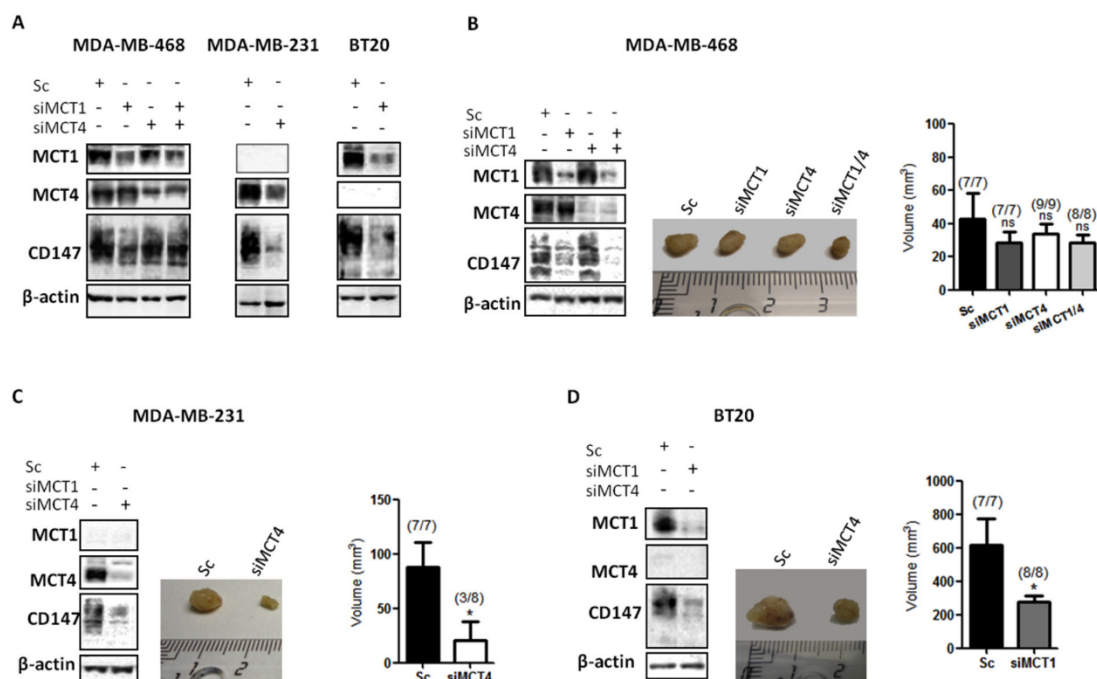 A
MDA-MB-468 MDA-MB-231 BT20
Sc + - - - + - + -
siMCT1 - + - + - - - +
siMCT4 - - + + - + - -
MCT1
MCT4
CD147
β-actin
B
MDA-MB-468
Sc + - - -
siMCT1 - + - +
siMCT4 - - + +
MCT1
MCT4
CD147
β-actin
Sc siMCT1 siMCT4 siMCT1/4
1 2 3
Volume (mm³)
100
80
60
40
20
0
(7/7) (7/7) (9/9) (8/8)
ns ns ns
Sc siMCT1 siMCT4 siMCT1/4
C
MDA-MB-231
Sc + -
siMCT1 - -
siMCT4 - +
MCT1
MCT4
CD147
β-actin
Sc siMCT4
1 2
Volume (mm³)
150
100
50
0
(7/7) (3/8)
*
Sc siMCT4
D
BT20
Sc + -
siMCT1 - +
siMCT4 - -
MCT1
MCT4
CD147
β-actin
Sc siMCT4
1 2
Volume (mm³)
1000
800
600
400
200
0
(7/7) (8/8)
*
Sc siMCT1